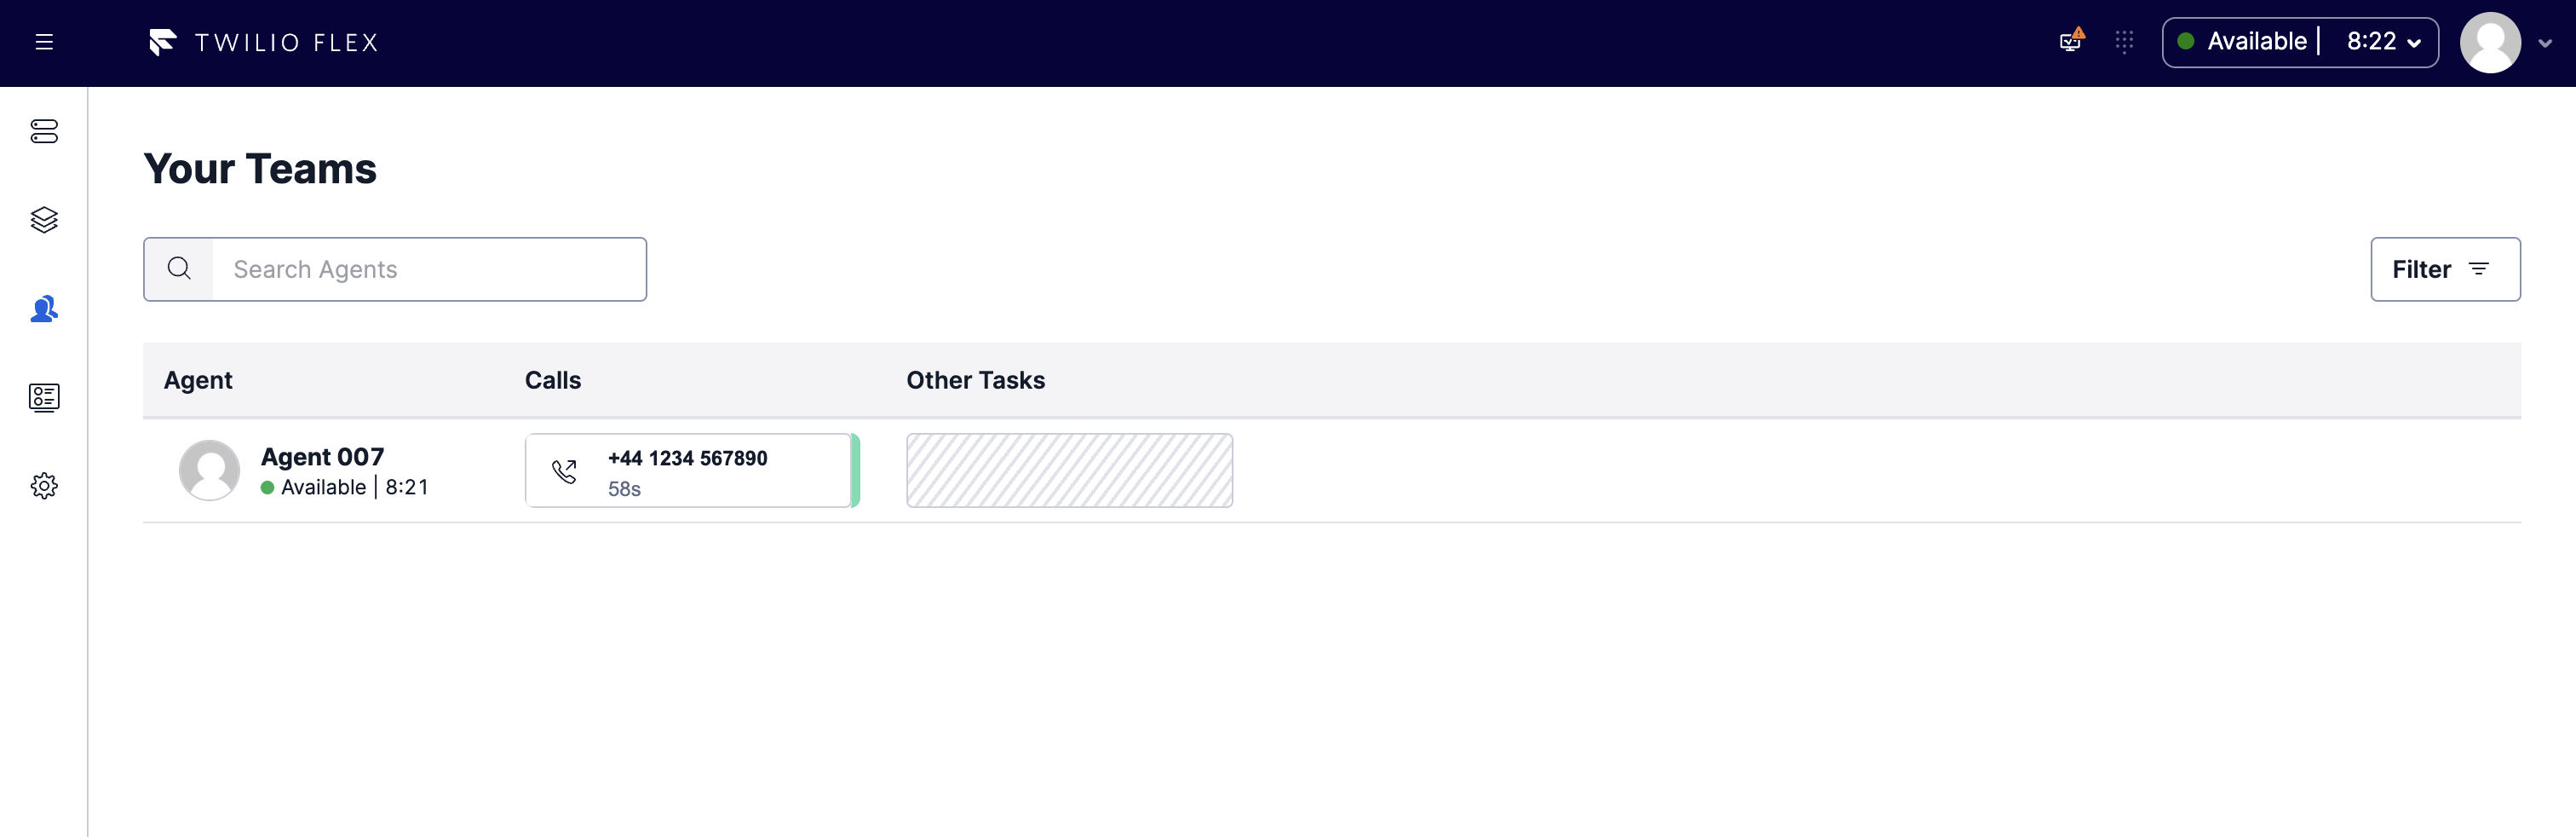 TWILIO FLEX
Available | 8:22
Your Teams
Search Agents
Filter
Agent Calls Other Tasks
Agent 007
Available | 8:21
+44 1234 567890
58s